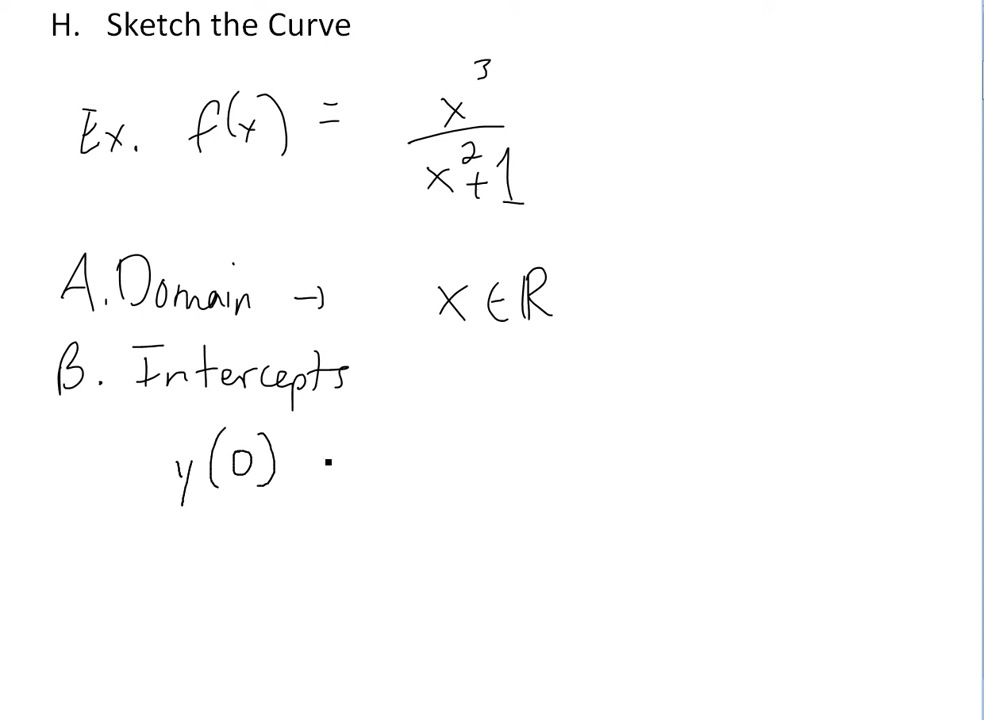 H. Sketch the Curve
Ex. f(x) = x³/(x²+1)
A. Domain → x ∈ ℝ
B. Intercepts
y(0)